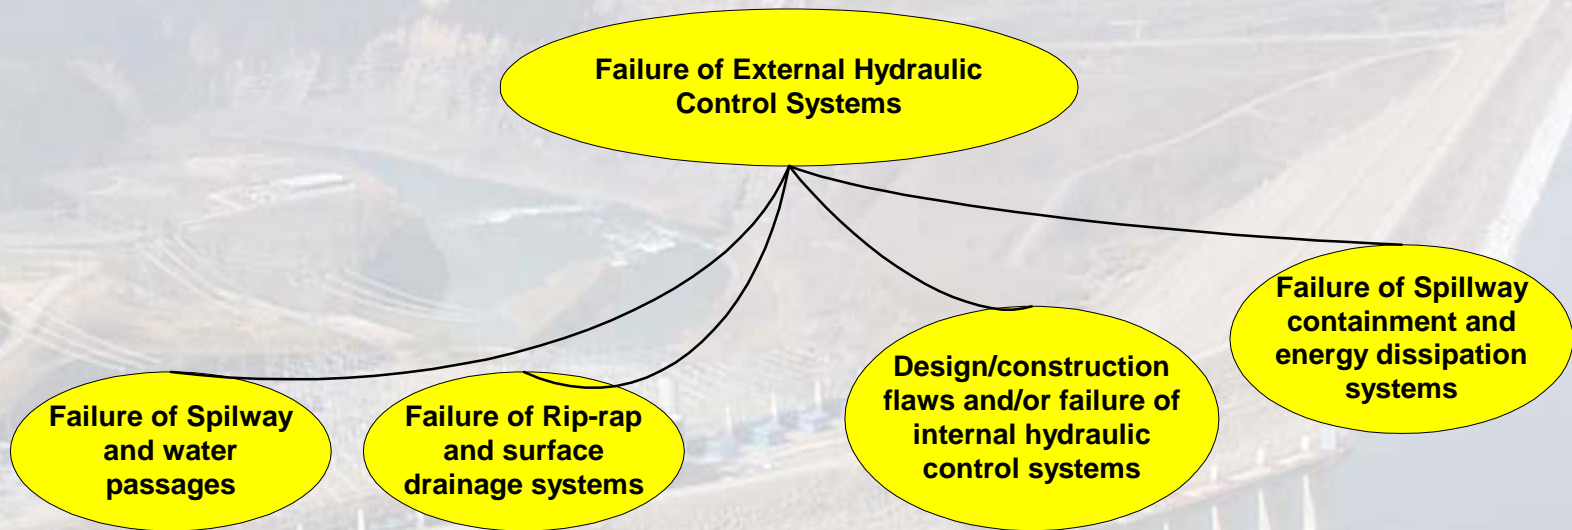 Failure of External Hydraulic
Control Systems
Failure of Spilway
and water
passages
Failure of Rip-rap
and surface
drainage systems
Design/construction
flaws and/or failure of
internal hydraulic
control systems
Failure of Spillway
containment and
energy dissipation
systems